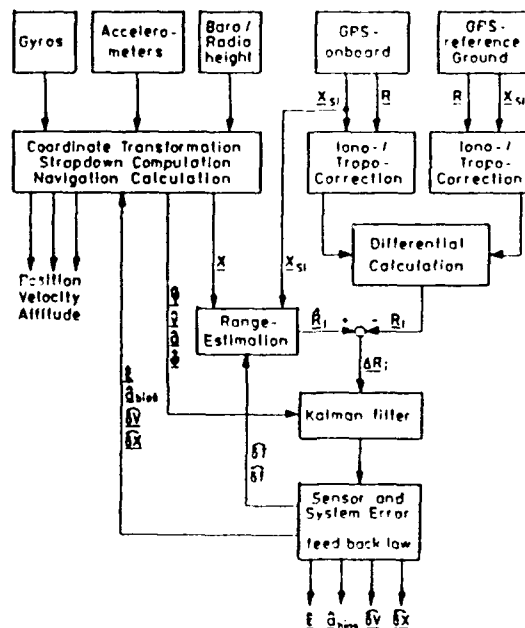 Gyros
Accelero-
meters
Baro/
Radio
height
GPS-
onboard
GPS-
reference
Ground
X_SI
R
R
X_SI
Coordinate Transformation
Strapdown Computation
Navigation Calculation
Iono-/
Tropo-
Correction
Iono-/
Tropo-
Correction
Position
Velocity
Attitude
X
X_SI
Differential
Calculation
Range-
Estimation
R̂_I
+
-
R_I
ΔR_i
Kalman filter
ε̂
â_bias
δ̂V
δ̂X
Sensor and
System Error
feed back law
ε̂
â_bias
δ̂V
δ̂X